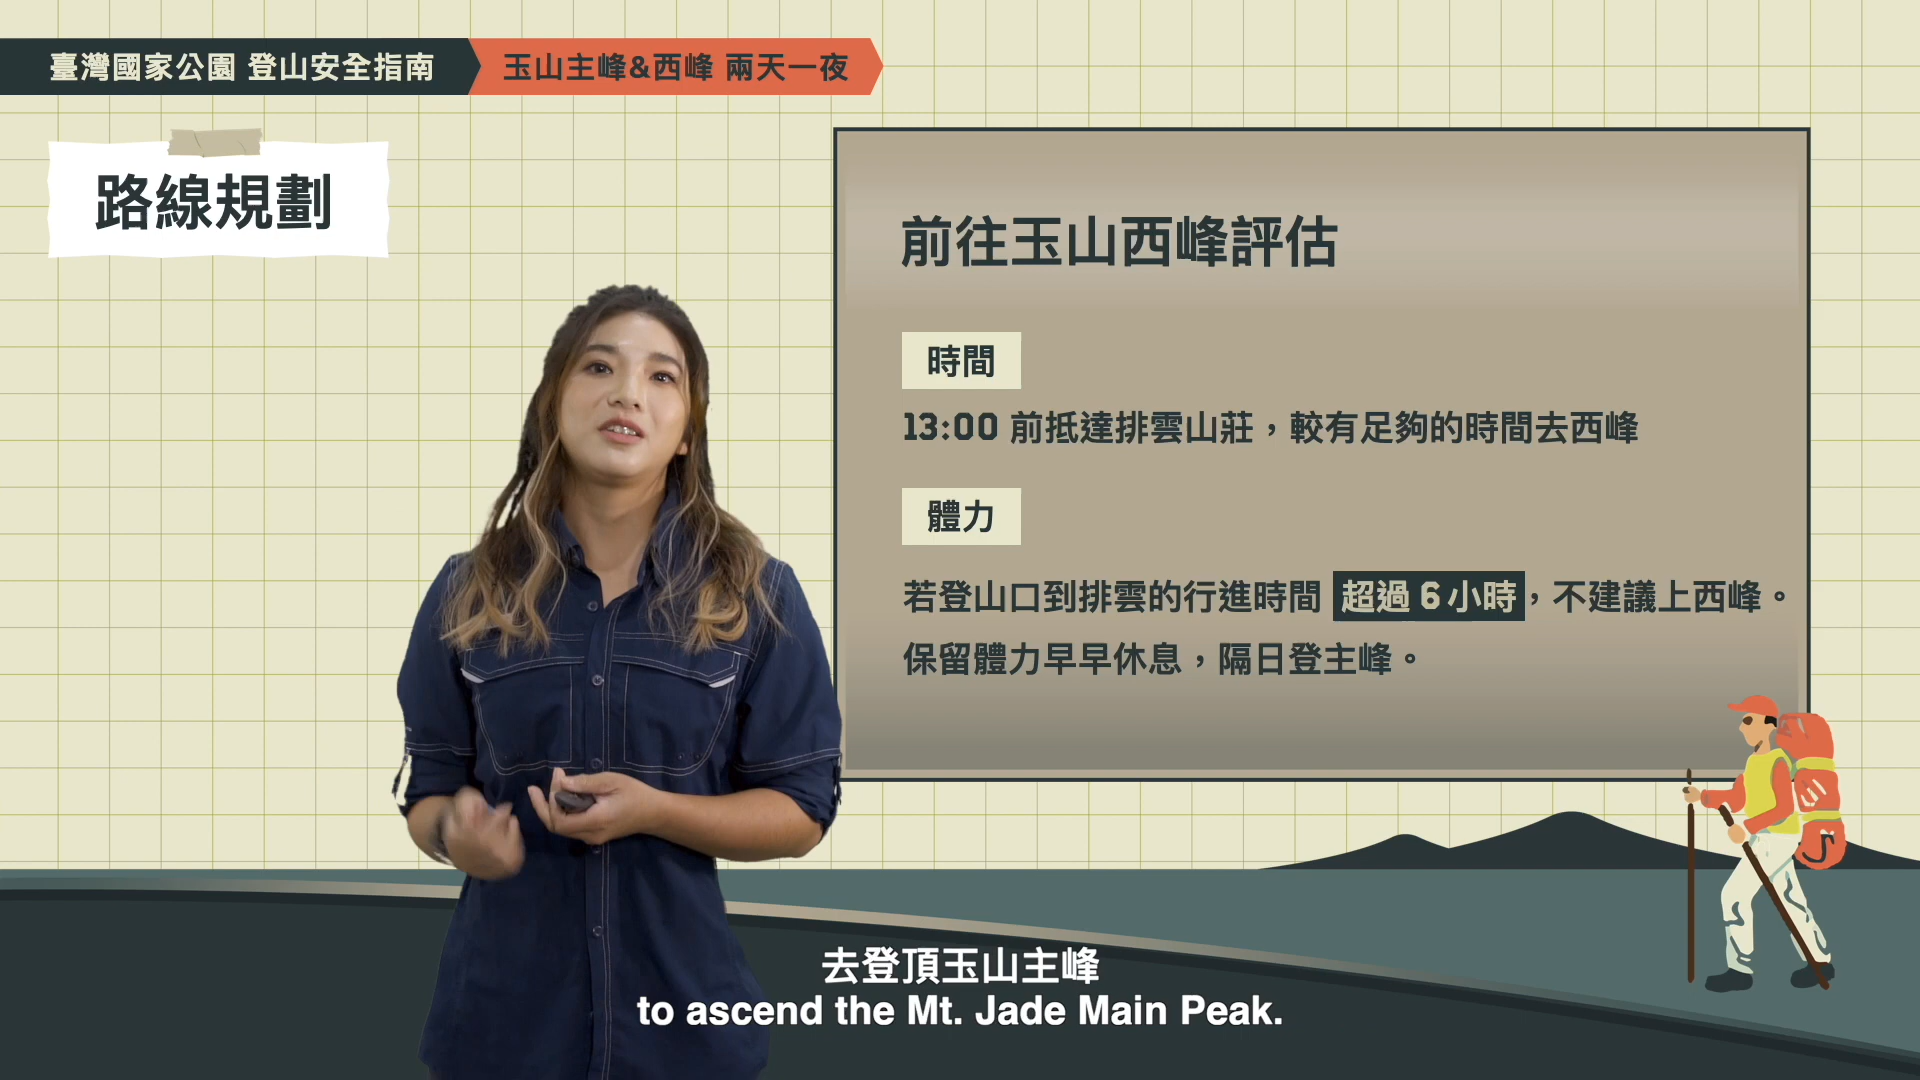 臺灣國家公園 登山安全指南
玉山主峰&西峰 兩天一夜
路線規劃
前往玉山西峰評估
時間
13:00 前抵達排雲山莊，較有足夠的時間去西峰
體力
若登山口到排雲的行進時間 超過 6 小時，不建議上西峰。
保留體力早早休息，隔日登主峰。
去登頂玉山主峰
to ascend the Mt. Jade Main Peak.